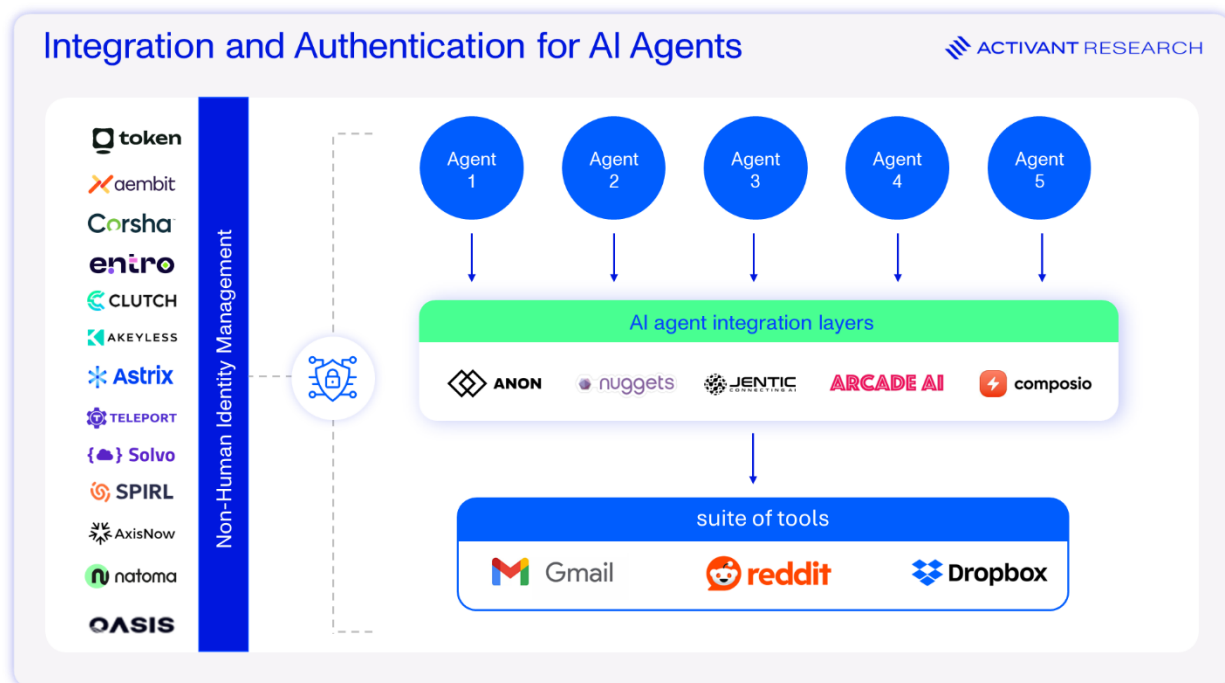 Integration and Authentication for AI Agents
ACTIVANT RESEARCH
token
aembit
Corsha
entro
CLUTCH
AKEYLESS
Astrix
TELEPORT
{ } Solvo
SPIRL
AxisNow
natoma
OASIS
Non-Human Identity Management
Agent
1
Agent
2
Agent
3
Agent
4
Agent
5
AI agent integration layers
ANON
nuggets
JENTIC
CONNECTING AI
ARCADE AI
composio
suite of tools
Gmail
reddit
Dropbox